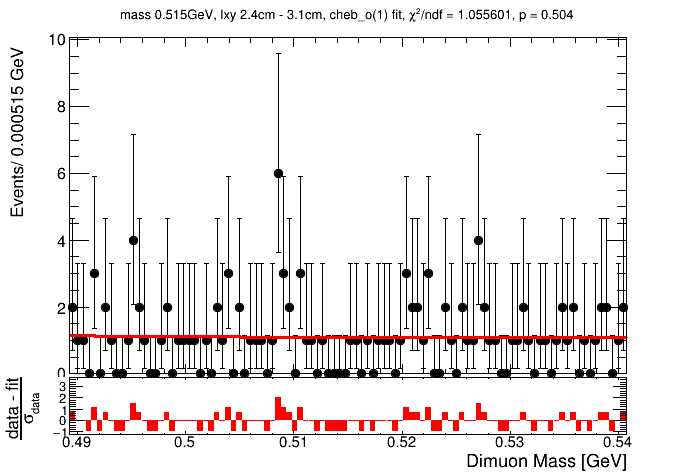 mass 0.515GeV, lxy 2.4cm - 3.1cm, cheb_o(1) fit, χ²/ndf = 1.055601, p = 0.504
Events/ 0.000515 GeV
10
8
6
4
2
0
data - fit
σdata
3
2
1
0
−1
0.49 0.5 0.51 0.52 0.53 0.54
Dimuon Mass [GeV]